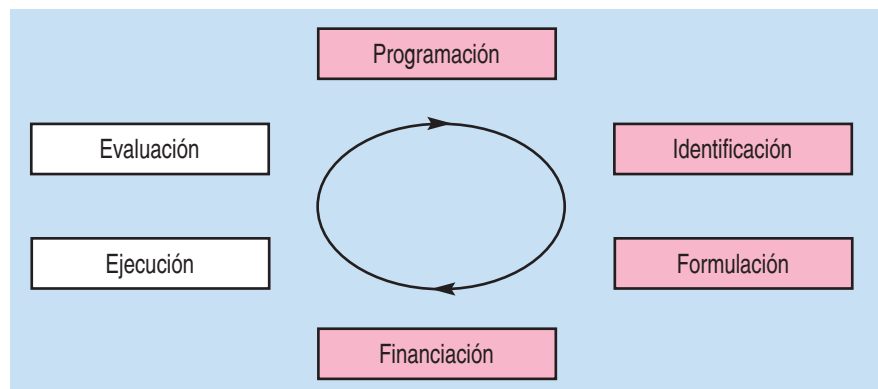 Programación
Evaluación
Identificación
Ejecución
Formulación
Financiación